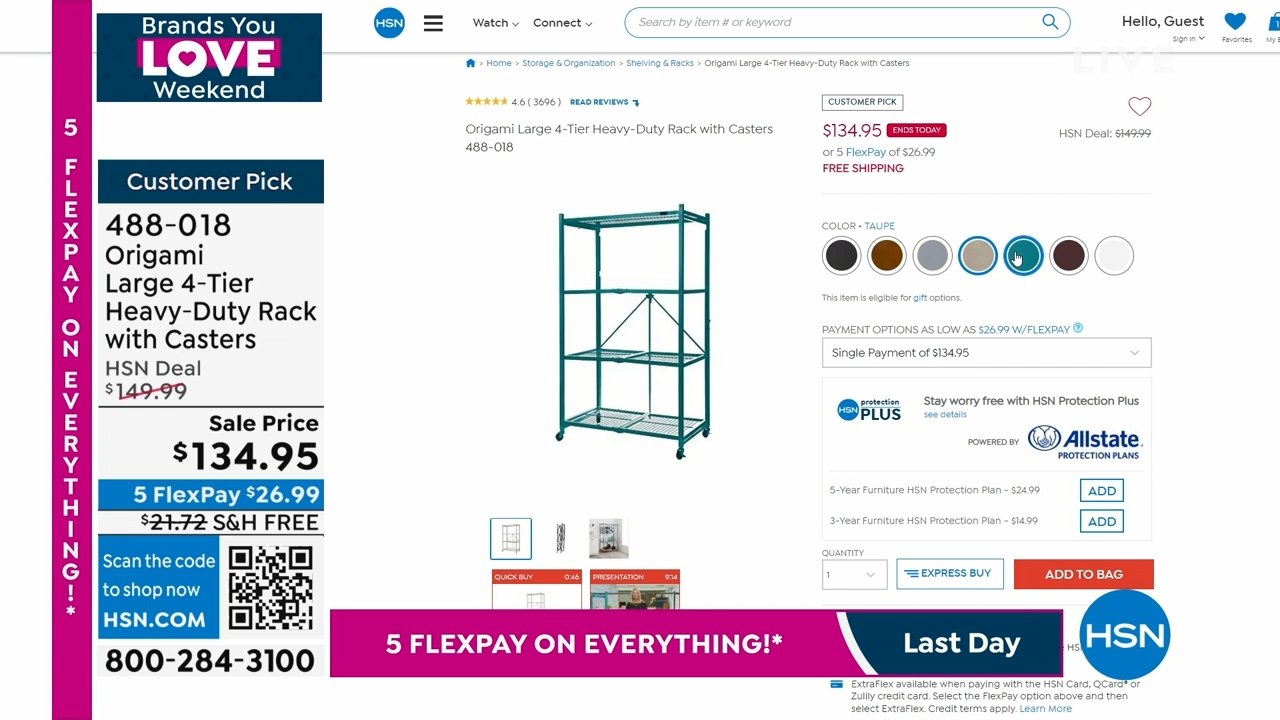 5 FLEXPAY ON EVERYTHING!*
Brands You
LOVE
Weekend
Customer Pick
488-018
Origami
Large 4-Tier
Heavy-Duty Rack
with Casters
HSN Deal
$149.99
Sale Price
$134.95
5 FlexPay $26.99
$21.72 S&H FREE
Scan the code
to shop now
HSN.COM
800-284-3100
HSN
Watch
Connect
Search by item # or keyword
Hello, Guest
Sign In
Favorites
My B
1
LIVE
> Home > Storage & Organization > Shelving & Racks > Origami Large 4-Tier Heavy-Duty Rack with Casters
4.6 ( 3696 ) READ REVIEWS
Origami Large 4-Tier Heavy-Duty Rack with Casters
488-018
CUSTOMER PICK
$134.95 ENDS TODAY
HSN Deal: $149.99
or 5 FlexPay of $26.99
FREE SHIPPING
COLOR • TAUPE
This item is eligible for gift options.
PAYMENT OPTIONS AS LOW AS $26.99 W/FLEXPAY ?
Single Payment of $134.95
HSN protection PLUS
Stay worry free with HSN Protection Plus
see details
POWERED BY Allstate.
PROTECTION PLANS
5-Year Furniture HSN Protection Plan - $24.99 ADD
3-Year Furniture HSN Protection Plan - $14.99 ADD
QUANTITY
1
EXPRESS BUY
ADD TO BAG
QUICK BUY 0:46
PRESENTATION 9:14
5 FLEXPAY ON EVERYTHING!*
Last Day
HSN
HS
ExtraFlex available when paying with the HSN Card, QCard® or
Zulily credit card. Select the FlexPay option above and then
select ExtraFlex. Credit terms apply. Learn More